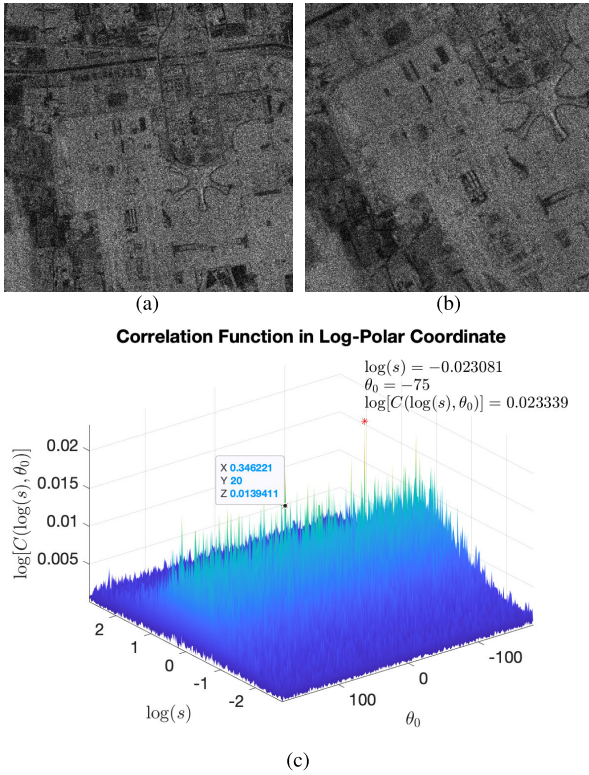 (a)
(b)
Correlation Function in Log-Polar Coordinate
log(s) = −0.023081
θ₀ = −75
log[C(log(s), θ₀)] = 0.023339
X 0.346221
Y 20
Z 0.0139411
log[C(log(s), θ₀)]
0.02
0.015
0.01
0.005
2
1
0
-1
-2
log(s)
100
0
-100
θ₀
(c)